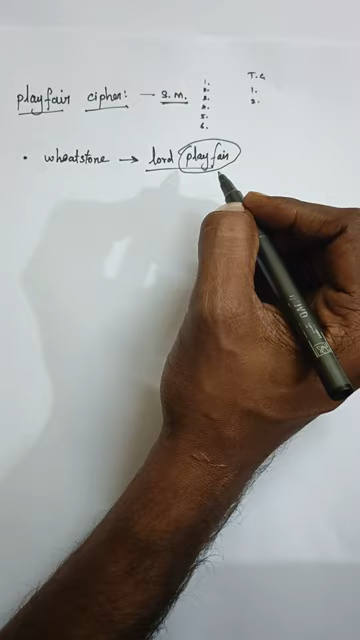 playfair cipher: → S.M. 1. 2. 3. 4. 5. 6. T.C 1. 2.
• wheatstone → lord playfair